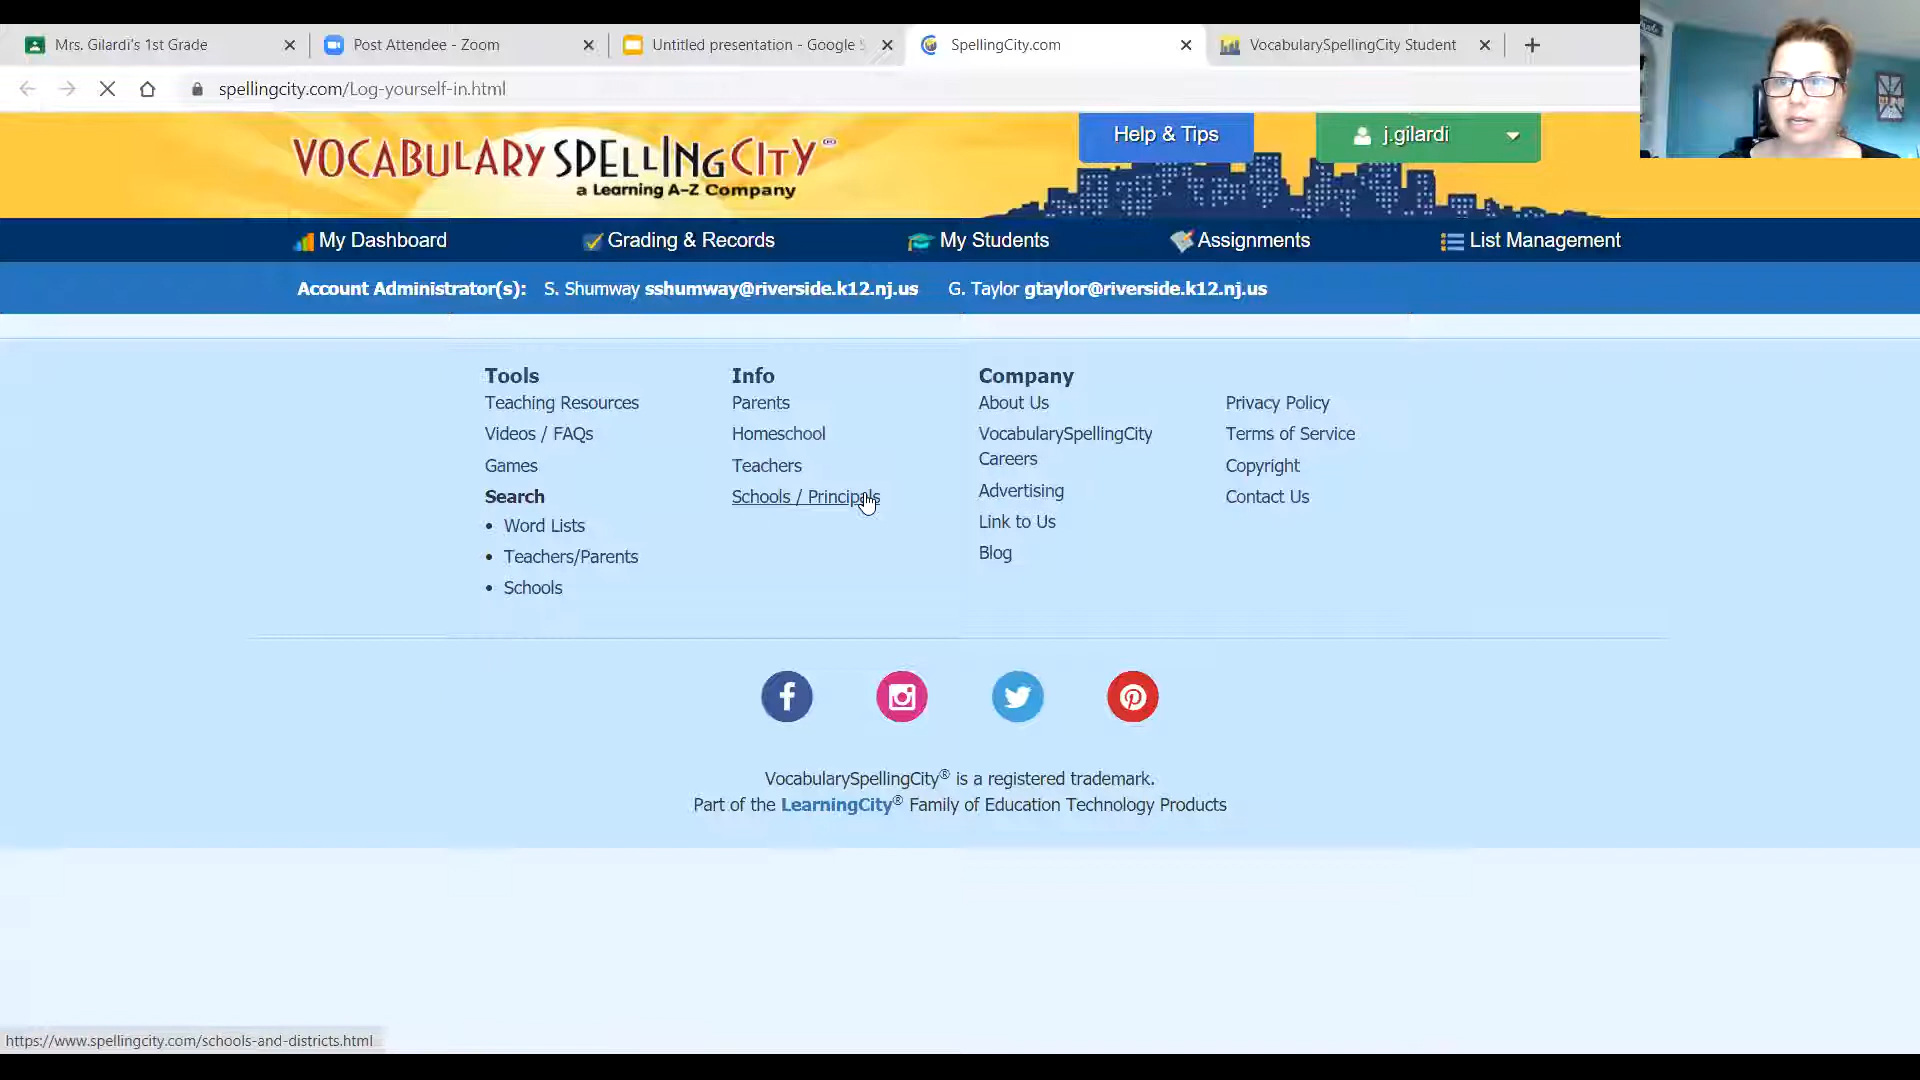 Mrs. Gilardi's 1st Grade
Post Attendee - Zoom
Untitled presentation - Google
SpellingCity.com
VocabularySpellingCity Student
spellingcity.com/Log-yourself-in.html
VOCABULARY SPELLINGCITY
a Learning A-Z Company
Help & Tips
j.gilardi
My Dashboard
Grading & Records
My Students
Assignments
List Management
Account Administrator(s): S. Shumway sshumway@riverside.k12.nj.us G. Taylor gtaylor@riverside.k12.nj.us
Tools
Teaching Resources
Videos / FAQs
Games
Search
• Word Lists
• Teachers/Parents
• Schools
Info
Parents
Homeschool
Teachers
Schools / Principals
Company
About Us
VocabularySpellingCity
Careers
Advertising
Link to Us
Blog
Privacy Policy
Terms of Service
Copyright
Contact Us
VocabularySpellingCity® is a registered trademark.
Part of the LearningCity® Family of Education Technology Products
https://www.spellingcity.com/schools-and-districts.html